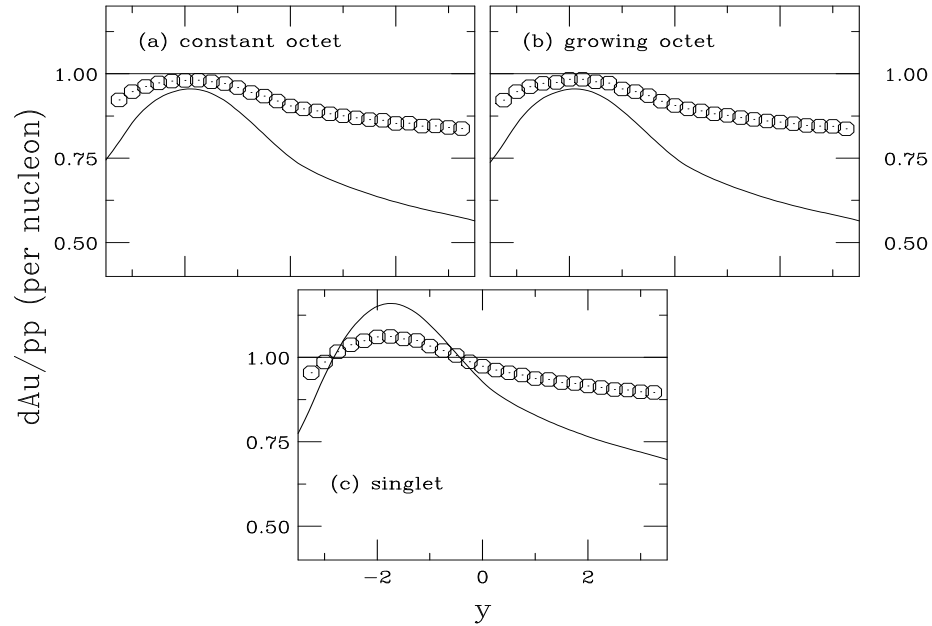 (a) constant octet
(b) growing octet
1.00
0.75
0.50
1.00
0.75
0.50
dAu/pp (per nucleon)
1.00
0.75
0.50
(c) singlet
−2 0 2
y